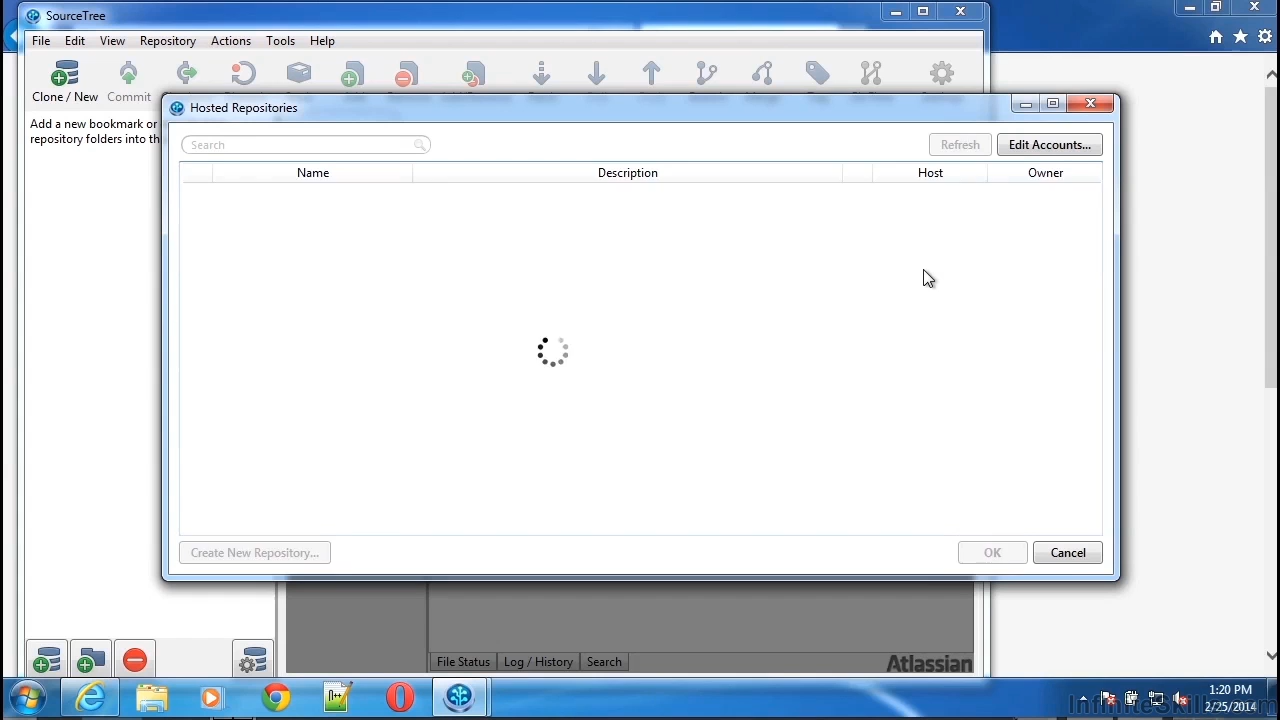 SourceTree
File Edit View Repository Actions Tools Help
Clone / New Commit
Add a new bookmark or
repository folders into th
Hosted Repositories
Search
Refresh Edit Accounts...
Name Description Host Owner
Create New Repository... OK Cancel
File Status Log / History Search Atlassian
1:20 PM
2/25/2014